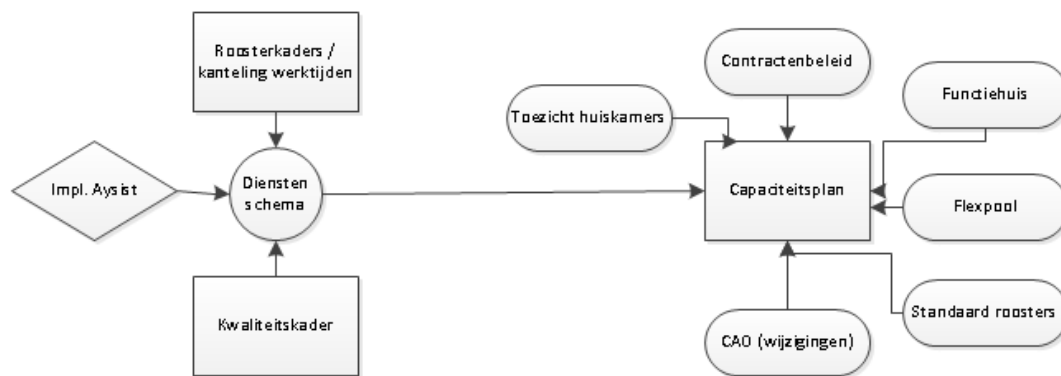 Roosterkaders /
kanteling werktijden
Contractenbeleid
Functiehuis
Toezicht huiskamers
Impl. Aysist
Diensten
schema
Capaciteitsplan
Flexpool
Kwaliteitskader
Standaard roosters
CAO (wijzigingen)